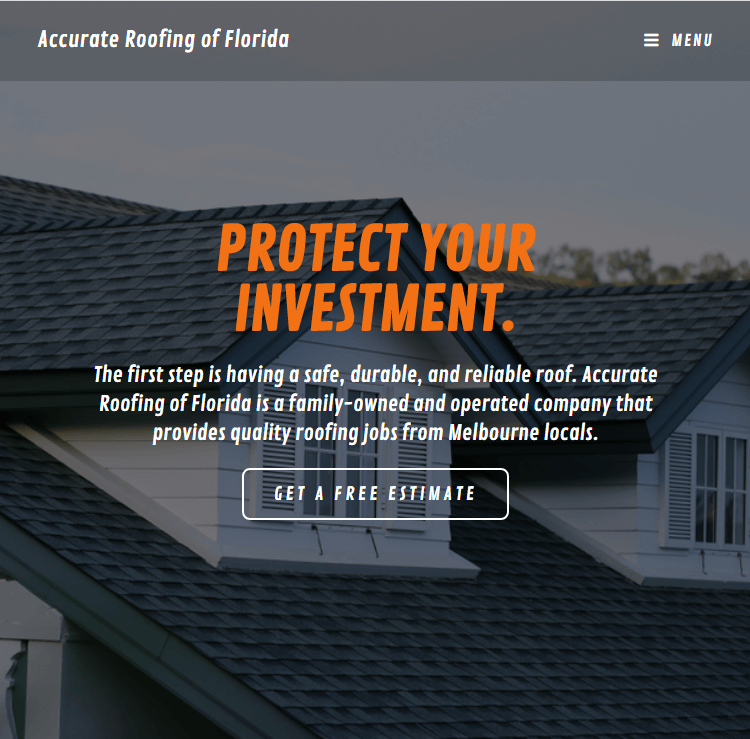 Accurate Roofing of Florida
MENU
PROTECT YOUR
INVESTMENT.
The first step is having a safe, durable, and reliable roof. Accurate
Roofing of Florida is a family-owned and operated company that
provides quality roofing jobs from Melbourne locals.
GET A FREE ESTIMATE